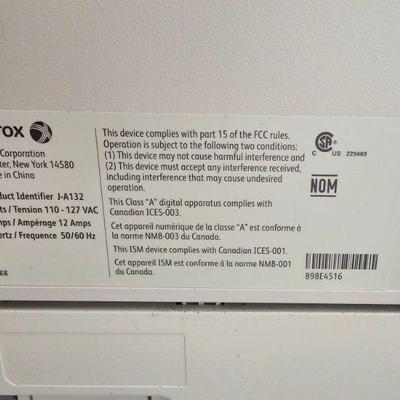 ROX
Corporation
ter, New York 14580
in China
uct Identifier J-A132
ts / Tension 110 - 127 VAC
mps / Ampérage 12 Amps
ertz / Frequence 50/60 Hz
gg
This device complies with part 15 of the FCC rules.
Operation is subject to the following two conditions:
(1) This device may not cause harmful interference and
(2) This device must accept any interference received,
including interference that may cause undesired
operation.
This Class "A" digital apparatus complies with
Canadian ICES-003.
Cet appareil numérique de la classe "A" est conforme à
la norme NMB-003 du Canada.
This ISM device complies with Canadian ICES-001.
Cet appareil ISM est conforme à la norme NMB-001
du Canada.
SA
C US 229469
NOM
898E4516